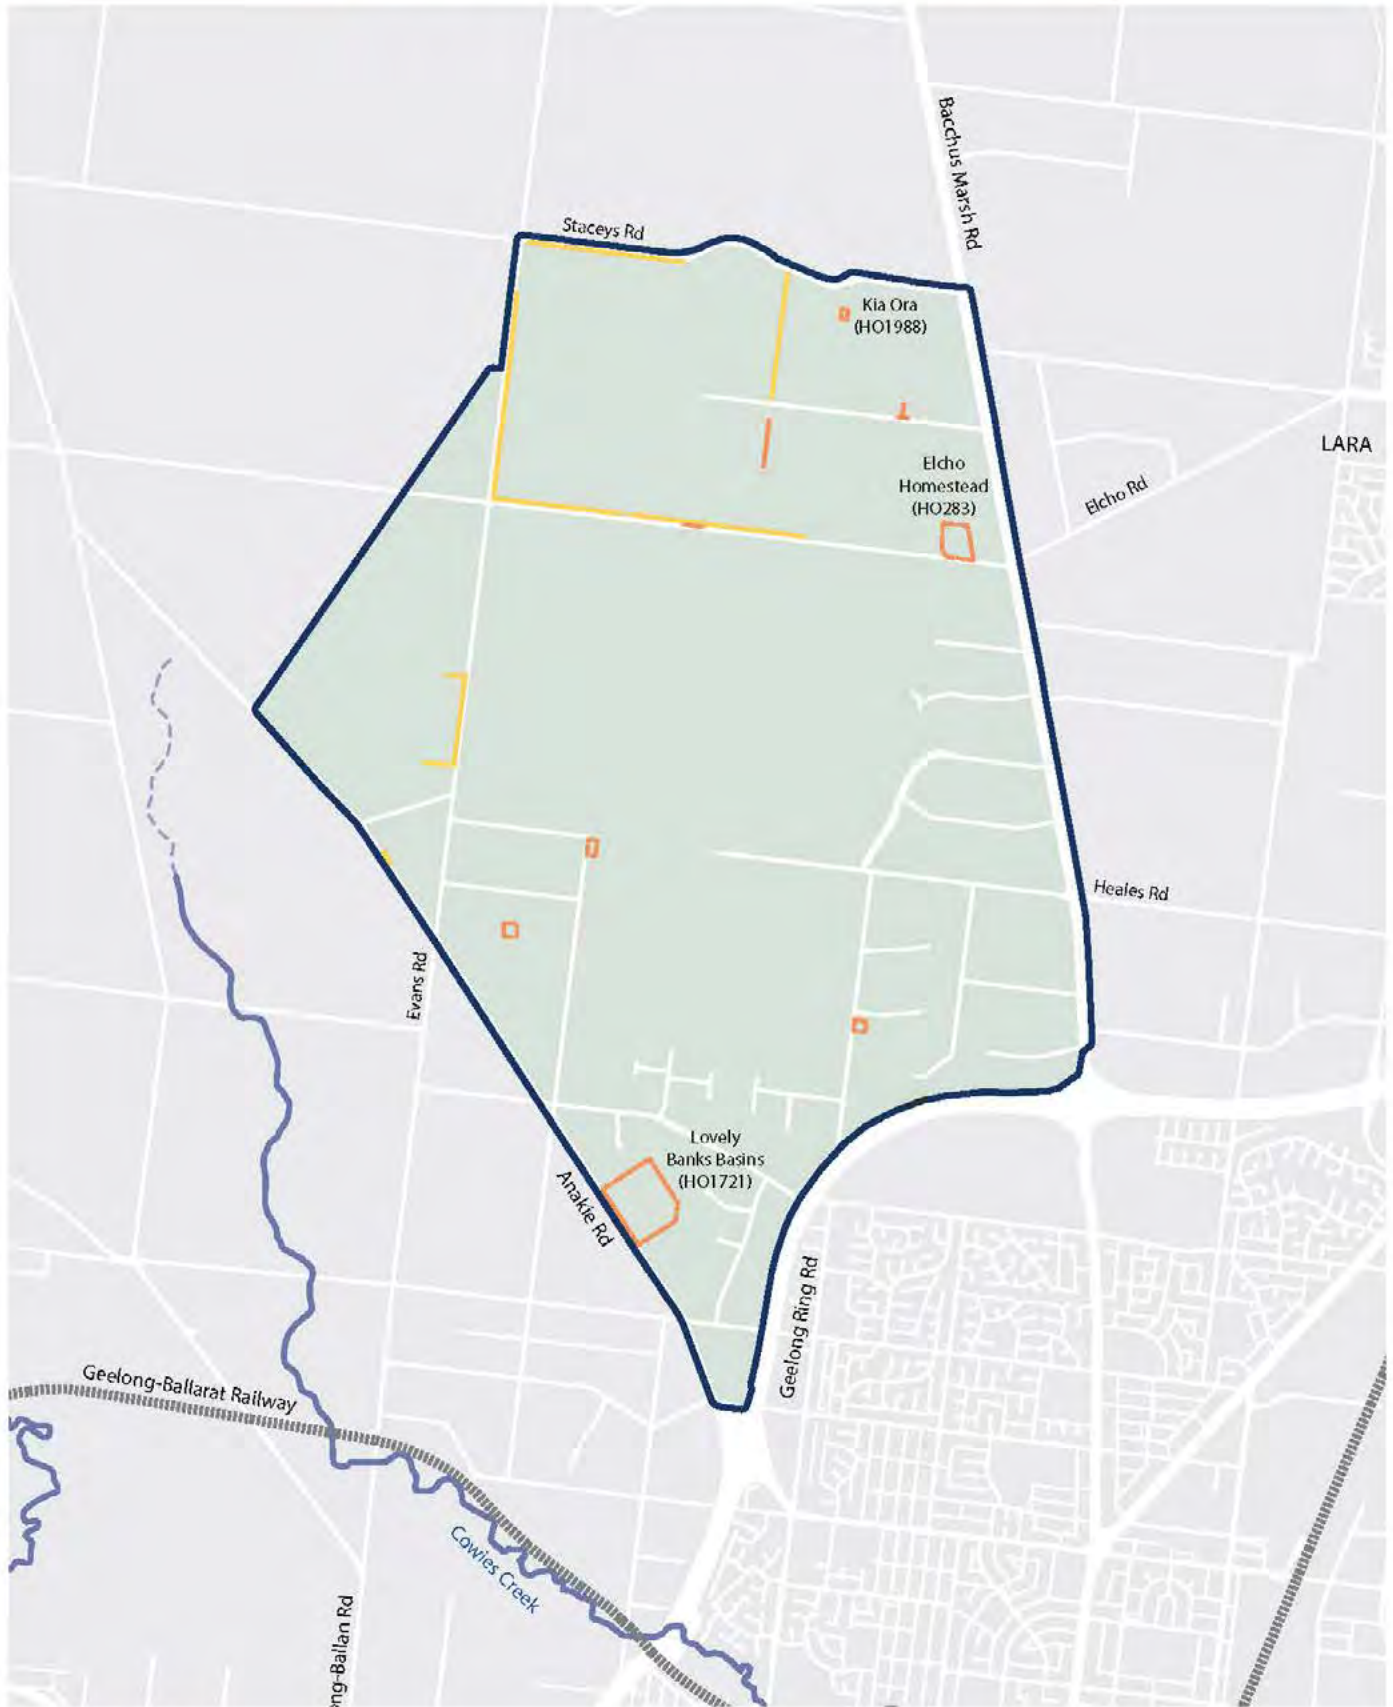 Bacchus Marsh Rd
Staceys Rd
Kia Ora
(HO1988)
LARA
Elcho
Homestead
(HO283)
Elcho Rd
Heales Rd
Evans Rd
Lovely
Banks Basins
(HO1721)
Anakie Rd
Geelong Ring Rd
Geelong-Ballarat Railway
Cowies Creek
ong-Ballan Rd